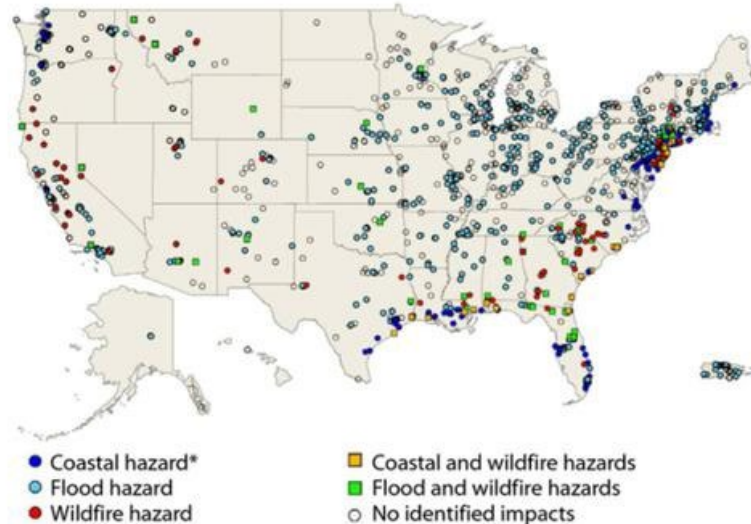 Coastal hazard*
Flood hazard
Wildfire hazard
Coastal and wildfire hazards
Flood and wildfire hazards
No identified impacts